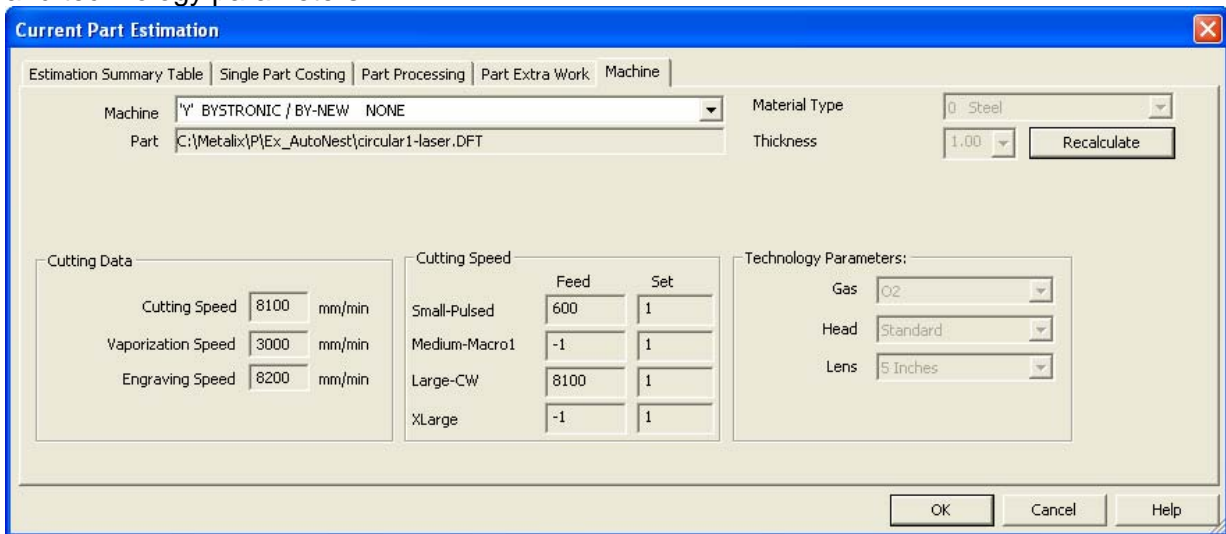 Current Part Estimation
Estimation Summary Table Single Part Costing Part Processing Part Extra Work Machine
Machine 'Y' BYSTRONIC / BY-NEW NONE Material Type 0 Steel
Part C:\Metalix\P\Ex_AutoNest\circular1-laser.DFT Thickness 1.00 Recalculate
Cutting Data Cutting Speed Technology Parameters:
Feed Set
Gas O2
Cutting Speed 8100 mm/min Small-Pulsed 600 1
Head Standard
Vaporization Speed 3000 mm/min Medium-Macro1 -1 1
Lens 5 Inches
Engraving Speed 8200 mm/min Large-CW 8100 1
XLarge -1 1
OK Cancel Help